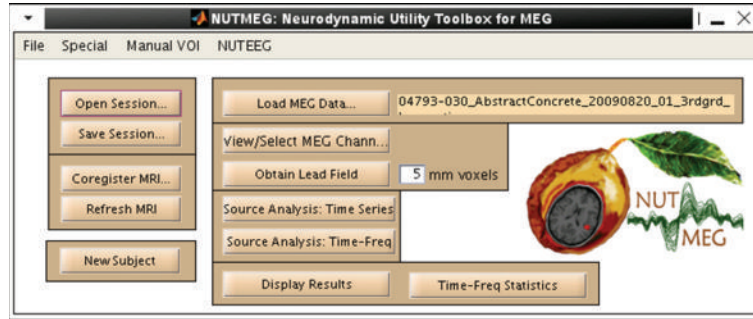 NUTMEG: Neurodynamic Utility Toolbox for MEG
File Special Manual VOI NUTEEG
Open Session...
Save Session...
Coregister MRI...
Refresh MRI
New Subject
Load MEG Data... 04793-030_AbstractConcrete_20090820_01_3rdgrd_
View/Select MEG Chann...
Obtain Lead Field 5 mm voxels
Source Analysis: Time Series
Source Analysis: Time-Freq
Display Results Time-Freq Statistics
NUT
MEG